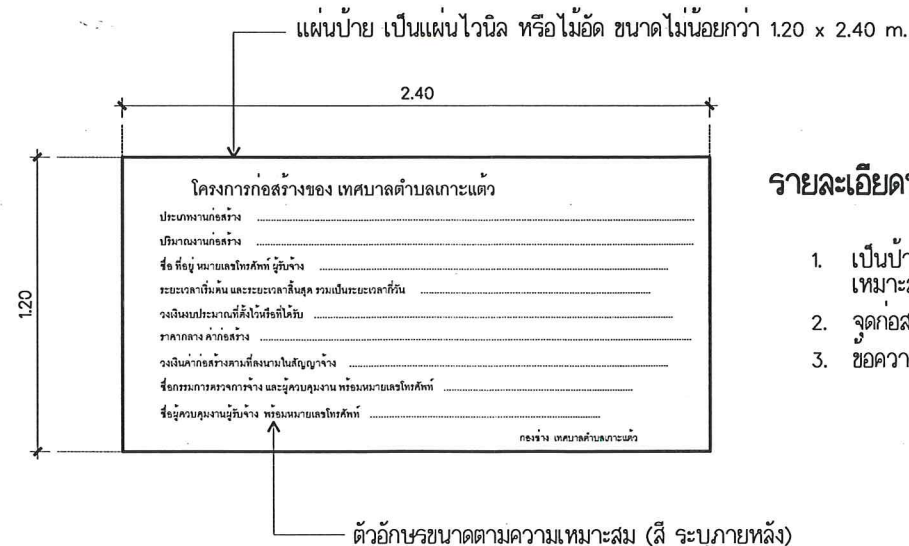 แผ่นป้าย เป็นแผ่นไวนิล หรือไม้อัด ขนาดไม่น้อยกว่า 1.20 x 2.40 m.
2.40
1.20
โครงการก่อสร้างของ เทศบาลตำบลเกาะแต้ว
ประเภทงานก่อสร้าง
ปริมาณงานก่อสร้าง
ชื่อ ที่อยู่ หมายเลขโทรศัพท์ ผู้รับจ้าง
ระยะเวลาเริ่มต้น และระยะเวลาสิ้นสุด รวมเป็นระยะเวลากี่วัน
วงเงินงบประมาณที่ตั้งไว้หรือที่ได้รับ
ราคากลาง ค่าก่อสร้าง
วงเงินค่าก่อสร้างตามที่ลงนามในสัญญาจ้าง
ชื่อกรรมการตรวจการจ้าง และผู้ควบคุมงาน พร้อมหมายเลขโทรศัพท์
ชื่อผู้ควบคุมงานผู้รับจ้าง พร้อมหมายเลขโทรศัพท์
กองช่าง เทศบาลตำบลเกาะแต้ว
ตัวอักษรขนาดตามความเหมาะสม (สี ระบุภายหลัง)
รายละเอียด
1. เป็นป้า
เหมาะส
2. จุดก่อส
3. ข้อควา